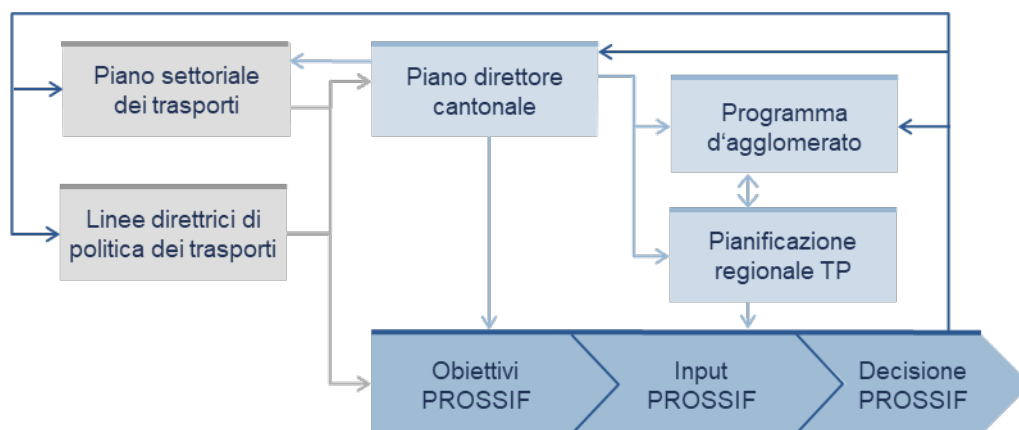 Piano settoriale
dei trasporti
Piano direttore
cantonale
Programma
d‘agglomerato
Linee direttrici di
politica dei trasporti
Pianificazione
regionale TP
Obiettivi
PROSSIF
Input
PROSSIF
Decisione
PROSSIF